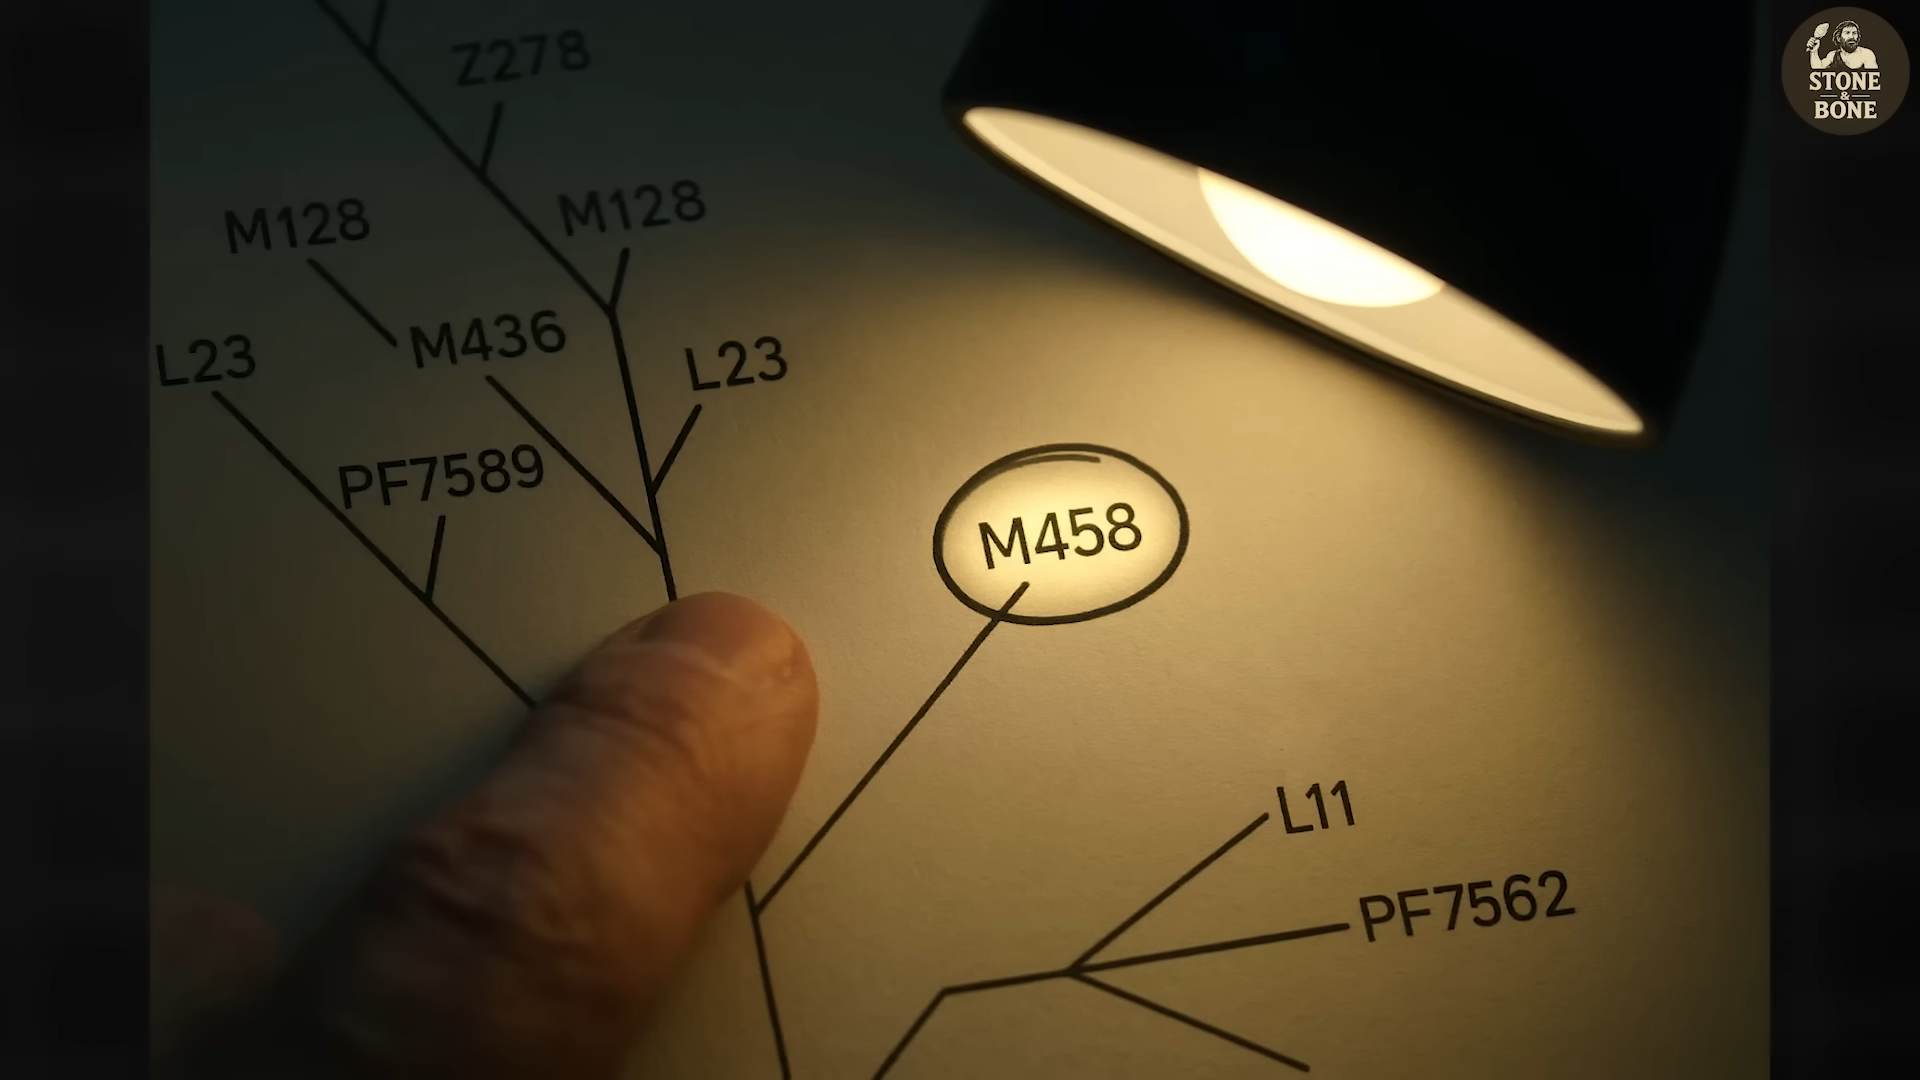 STONE
&
BONE
Z278
M128
M128
M436
L23
L23
PF7589
M458
L11
PF7562